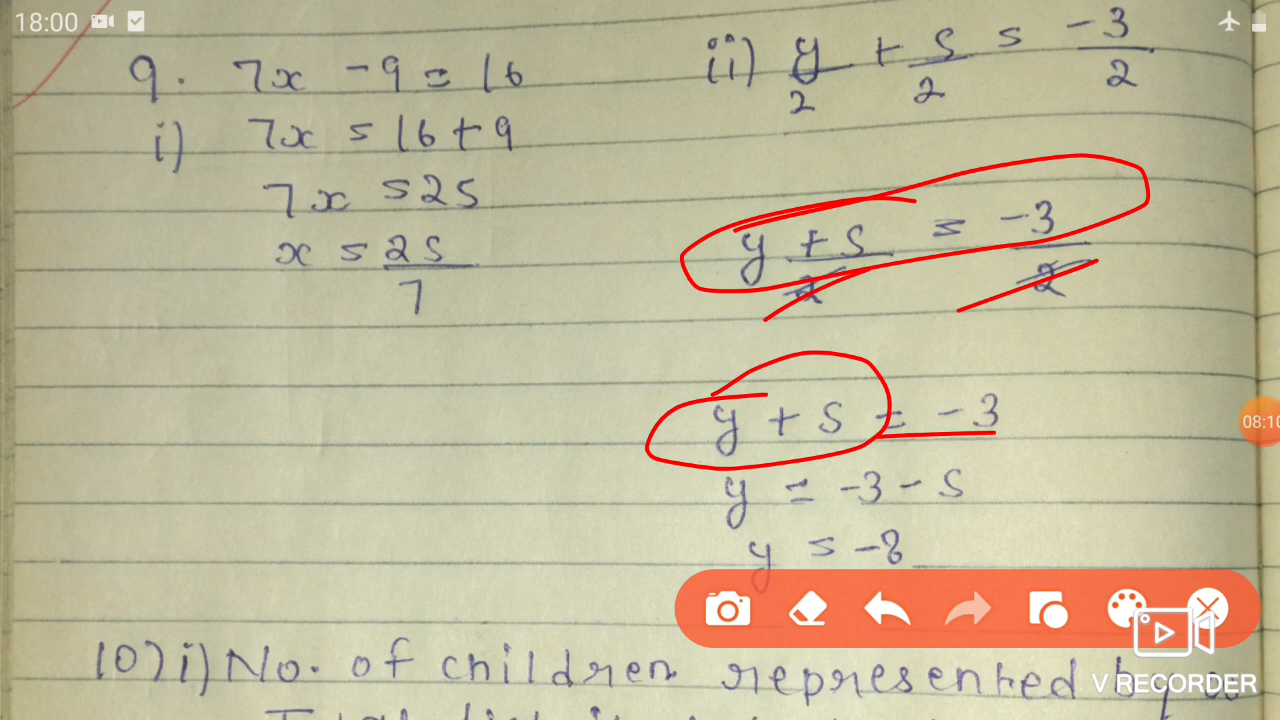 18:00
9. 7x - 9 = 16
i) 7x = 16 + 9
7x = 25
x = 25/7
ii) y/2 + 5/2 = -3/2
y + 5/2 = -3/2
y + 5 = -3
y = -3 - 5
y = -8
08:10
10) i) No. of children represented by
V RECORDER